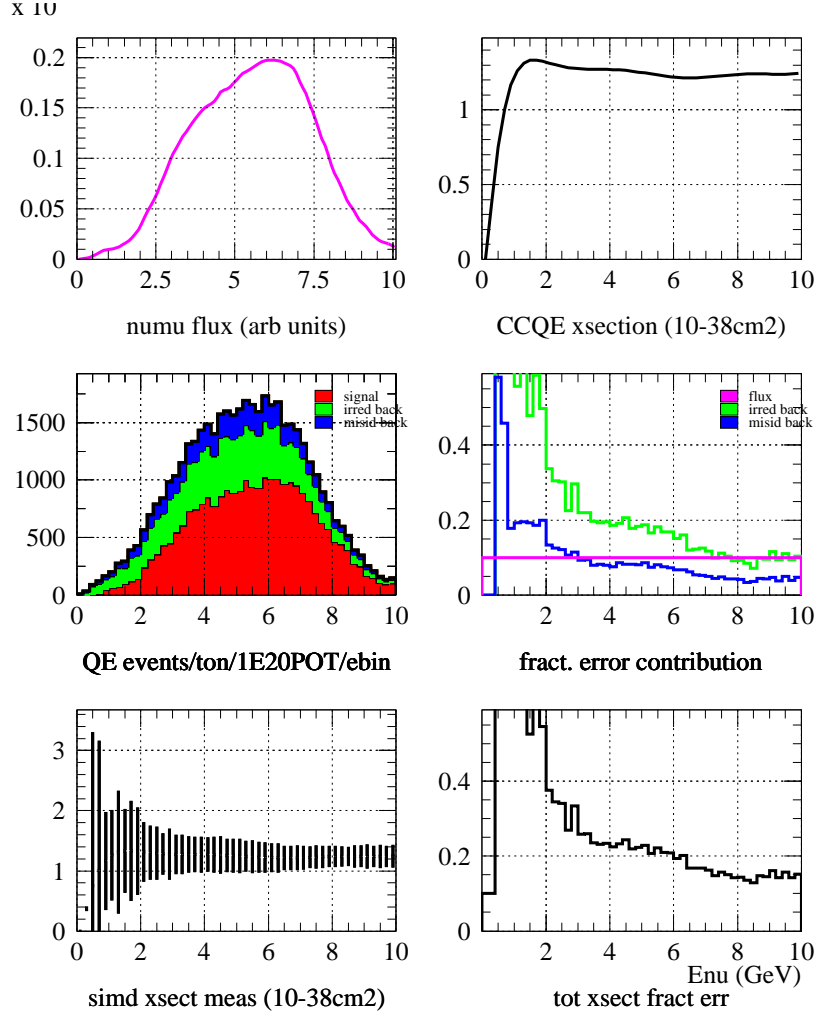 x 10
0.2
0.15
0.1
0.05
0
0 2.5 5 7.5 10
numu flux (arb units)
1
0.5
0
0 2 4 6 8 10
CCQE xsection (10-38cm2)
1500
1000
500
0
0 2 4 6 8 10
signal
irred back
misid back
QE events/ton/1E20POT/ebin
0.4
0.2
0
0 2 4 6 8 10
flux
irred back
misid back
fract. error contribution
3
2
1
0
0 2 4 6 8 10
simd xsect meas (10-38cm2)
0.4
0.2
0
0 2 4 6 8 10
Enu (GeV)
tot xsect fract err